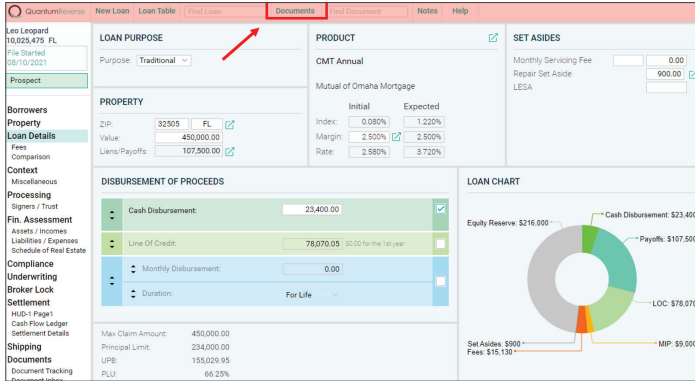 QuantumReverse New Loan Loan Table Find Loan Documents Find Document Notes Help
Leo Leopard
10,025,475 FL
File Started
08/10/2021
Prospect
Borrowers
Property
Loan Details
Fees
Comparison
Context
Miscellaneous
Processing
Signers / Trust
Fin. Assessment
Assets / Incomes
Liabilities / Expenses
Schedule of Real Estate
Compliance
Underwriting
Broker Lock
Settlement
HUD-1 Page1
Cash Flow Ledger
Settlement Details
Shipping
Documents
Document Tracking
Document Inbox
LOAN PURPOSE
Purpose: Traditional
PROPERTY
ZIP: 32505 FL
Value: 450,000.00
Liens/Payoffs: 107,500.00
PRODUCT
CMT Annual
Mutual of Omaha Mortgage
Initial Expected
Index: 0.080% 1.220%
Margin: 2.500% 2.500%
Rate: 2.580% 3.720%
SET ASIDES
Monthly Servicing Fee 0.00
Repair Set Aside 900.00
LESA
DISBURSEMENT OF PROCEEDS
Cash Disbursement: 23,400.00
Line Of Credit: 78,070.05 $0.00 for the 1st year
Monthly Disbursement: 0.00
Duration: For Life
Max Claim Amount: 450,000.00
Principal Limit: 234,000.00
UPB: 155,029.95
PLU: 66.25%
LOAN CHART
Equity Reserve: $216,000
Cash Disbursement: $23,400
Payoffs: $107,500
LOC: $78,070
MIP: $9,000
Set Asides: $900
Fees: $15,130